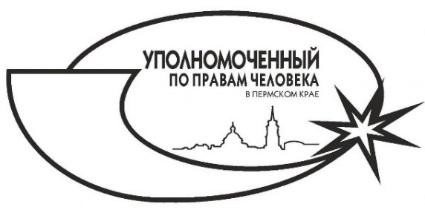 УПОЛНОМОЧЕННЫЙ
ПО ПРАВАМ ЧЕЛОВЕКА
В ПЕРМСКОМ КРАЕ